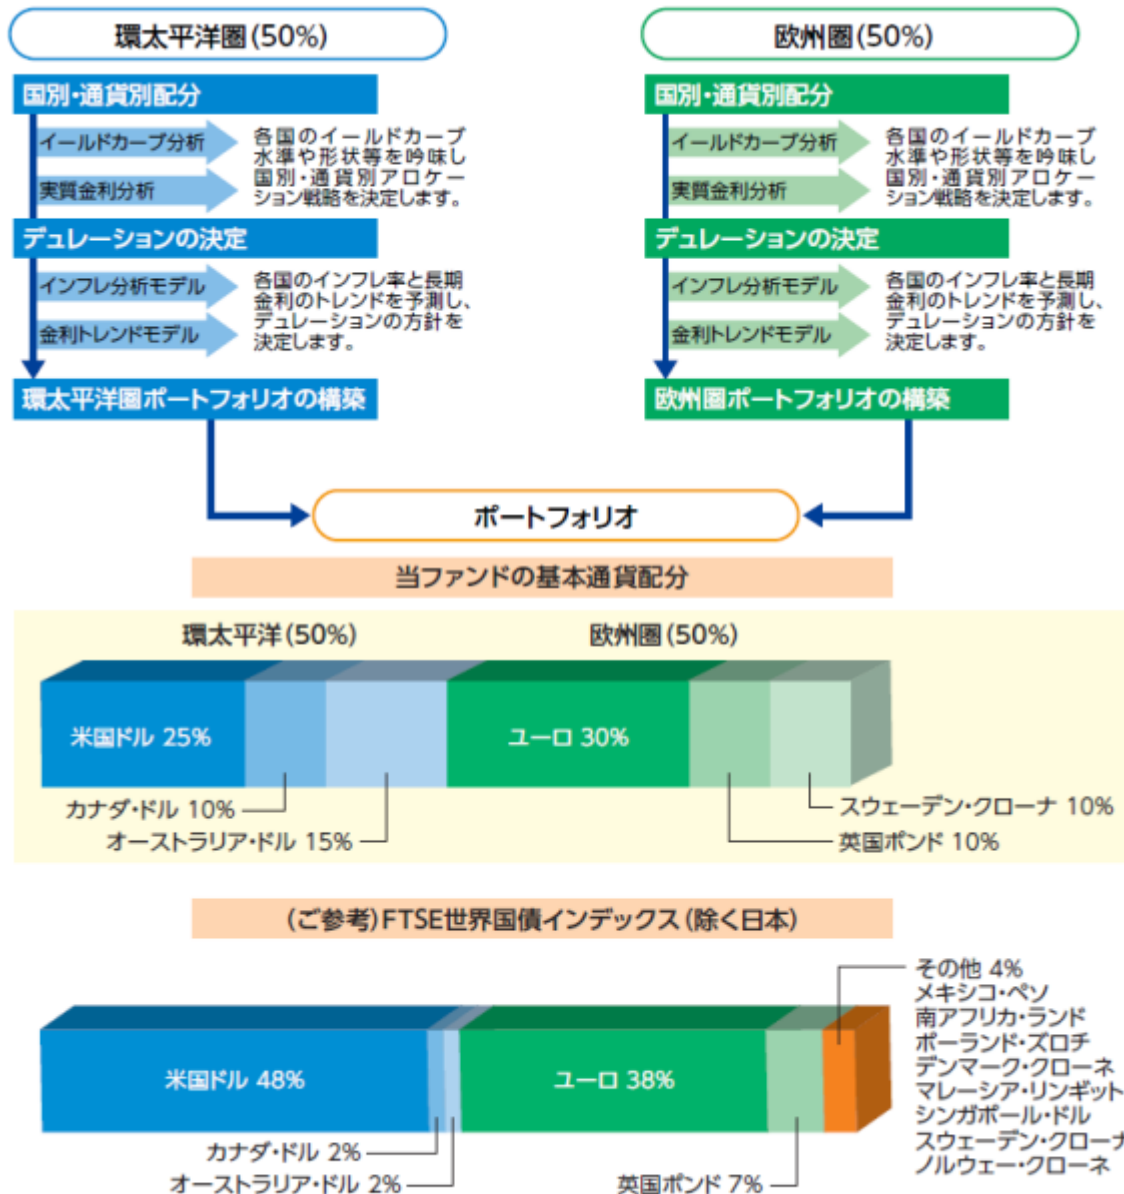 環太平洋圏(50%)
国別・通貨別配分
イールドカーブ分析
実質金利分析
各国のイールドカーブ
水準や形状等を吟味し
国別・通貨別アロケー
ション戦略を決定します。
デュレーションの決定
インフレ分析モデル
金利トレンドモデル
各国のインフレ率と長期
金利のトレンドを予測し、
デュレーションの方針を
決定します。
環太平洋圏ポートフォリオの構築
欧州圏(50%)
国別・通貨別配分
イールドカーブ分析
実質金利分析
各国のイールドカーブ
水準や形状等を吟味し
国別・通貨別アロケー
ション戦略を決定します。
デュレーションの決定
インフレ分析モデル
金利トレンドモデル
各国のインフレ率と長期
金利のトレンドを予測し、
デュレーションの方針を
決定します。
欧州圏ポートフォリオの構築
ポートフォリオ
当ファンドの基本通貨配分
環太平洋(50%)
欧州圏(50%)
米国ドル 25%
ユーロ 30%
カナダ・ドル 10%
オーストラリア・ドル 15%
スウェーデン・クローナ 10%
英国ポンド 10%
(ご参考)FTSE世界国債インデックス(除く日本)
米国ドル 48%
ユーロ 38%
カナダ・ドル 2%
オーストラリア・ドル 2%
英国ポンド 7%
その他 4%
メキシコ・ペソ
南アフリカ・ランド
ポーランド・ズロチ
デンマーク・クローネ
マレーシア・リンギット
シンガポール・ドル
スウェーデン・クローナ
ノルウェー・クローネ